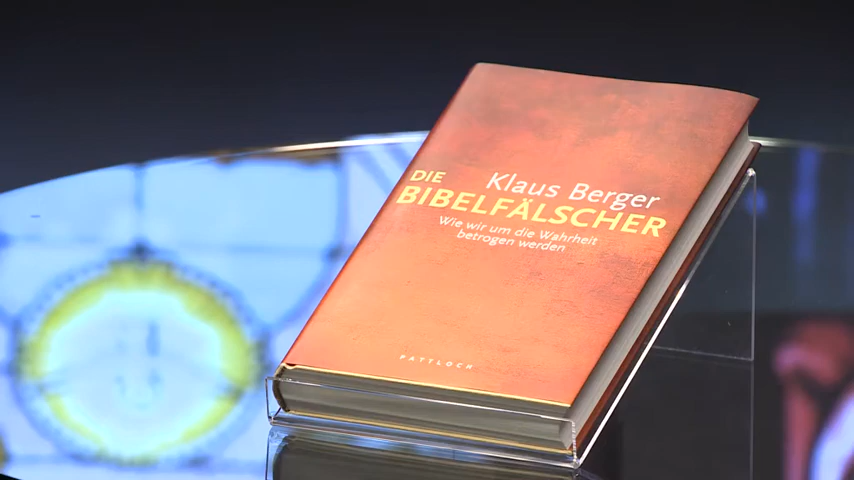 Klaus Berger
DIE
BIBELFÄLSCHER
Wie wir um die Wahrheit
betrogen werden
PATTLOCH